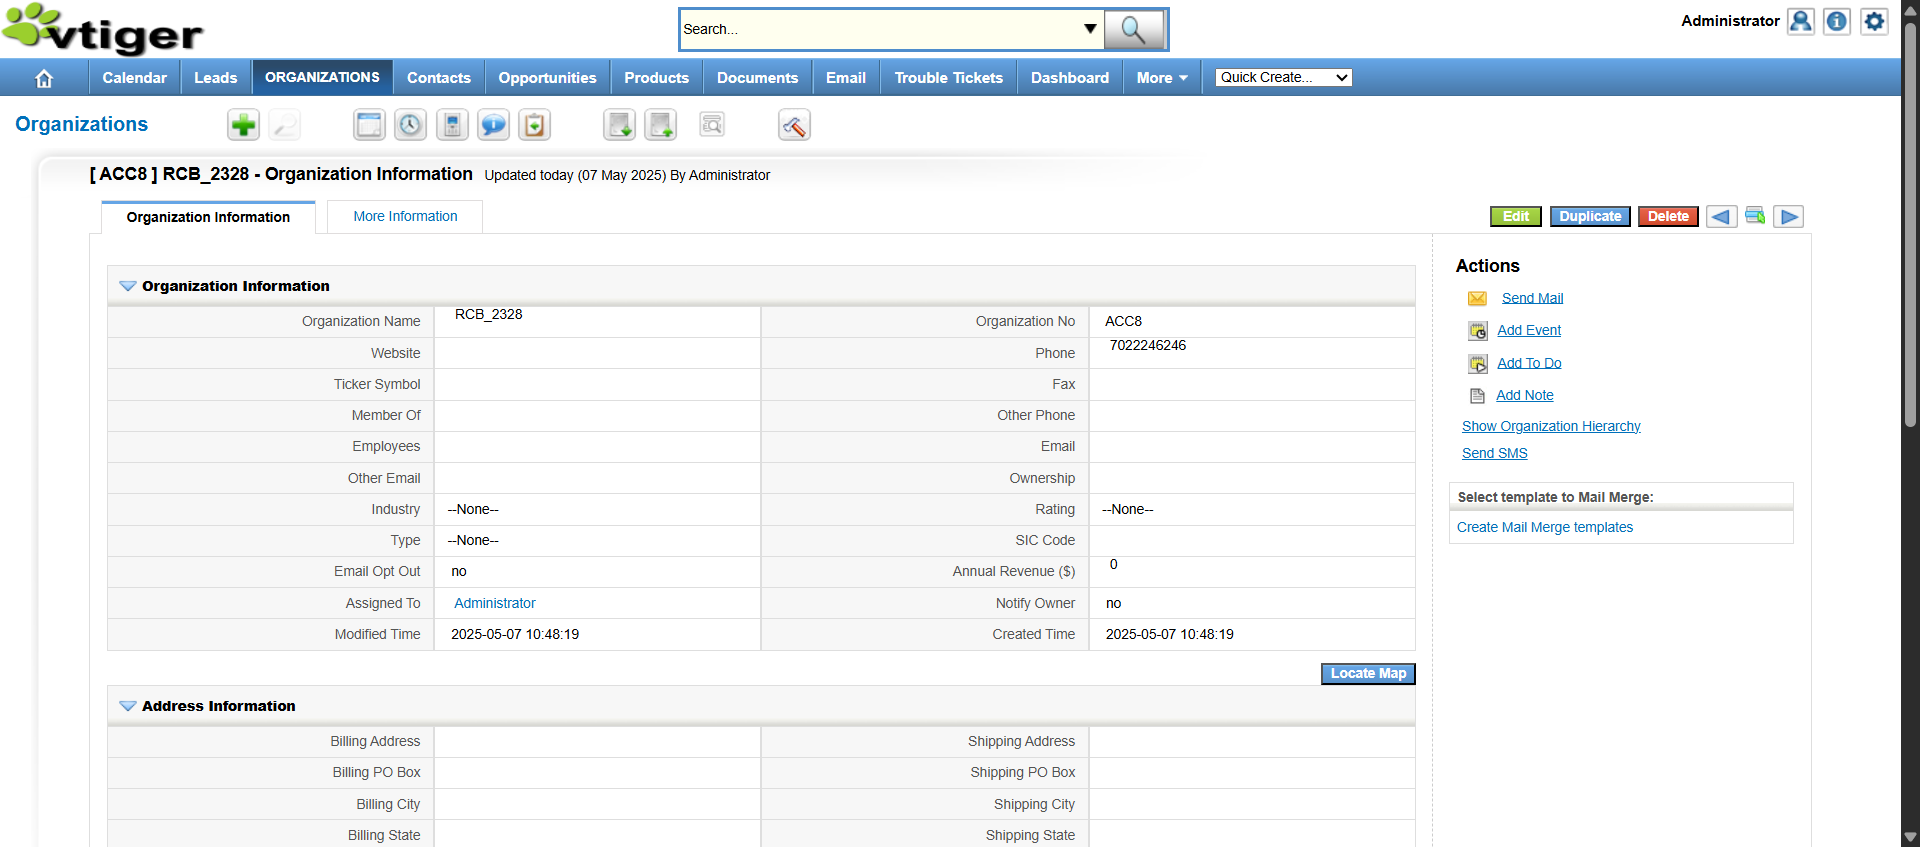 vtiger
Search...
Administrator
Calendar
Leads
ORGANIZATIONS
Contacts
Opportunities
Products
Documents
Email
Trouble Tickets
Dashboard
More
Quick Create...
Organizations
[ ACC8 ] RCB_2328 - Organization Information Updated today (07 May 2025) By Administrator
Organization Information
More Information
Edit
Duplicate
Delete
Organization Information
Organization Name RCB_2328 Organization No ACC8
Website Phone 7022246246
Ticker Symbol Fax
Member Of Other Phone
Employees Email
Other Email Ownership
Industry --None-- Rating --None--
Type --None-- SIC Code
Email Opt Out no Annual Revenue ($) 0
Assigned To Administrator Notify Owner no
Modified Time 2025-05-07 10:48:19 Created Time 2025-05-07 10:48:19
Locate Map
Address Information
Billing Address Shipping Address
Billing PO Box Shipping PO Box
Billing City Shipping City
Billing State Shipping State
Actions
Send Mail
Add Event
Add To Do
Add Note
Show Organization Hierarchy
Send SMS
Select template to Mail Merge:
Create Mail Merge templates